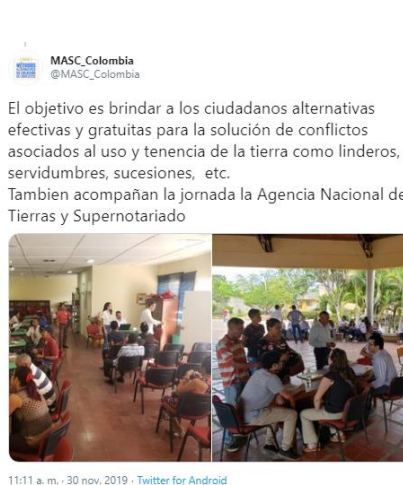 MASC_Colombia
@MASC_Colombia
El objetivo es brindar a los ciudadanos alternativas
efectivas y gratuitas para la solución de conflictos
asociados al uso y tenencia de la tierra como linderos,
servidumbres, sucesiones, etc.
Tambien acompañan la jornada la Agencia Nacional de
Tierras y Supernotariado
11:11 a. m. · 30 nov. 2019 · Twitter for Android